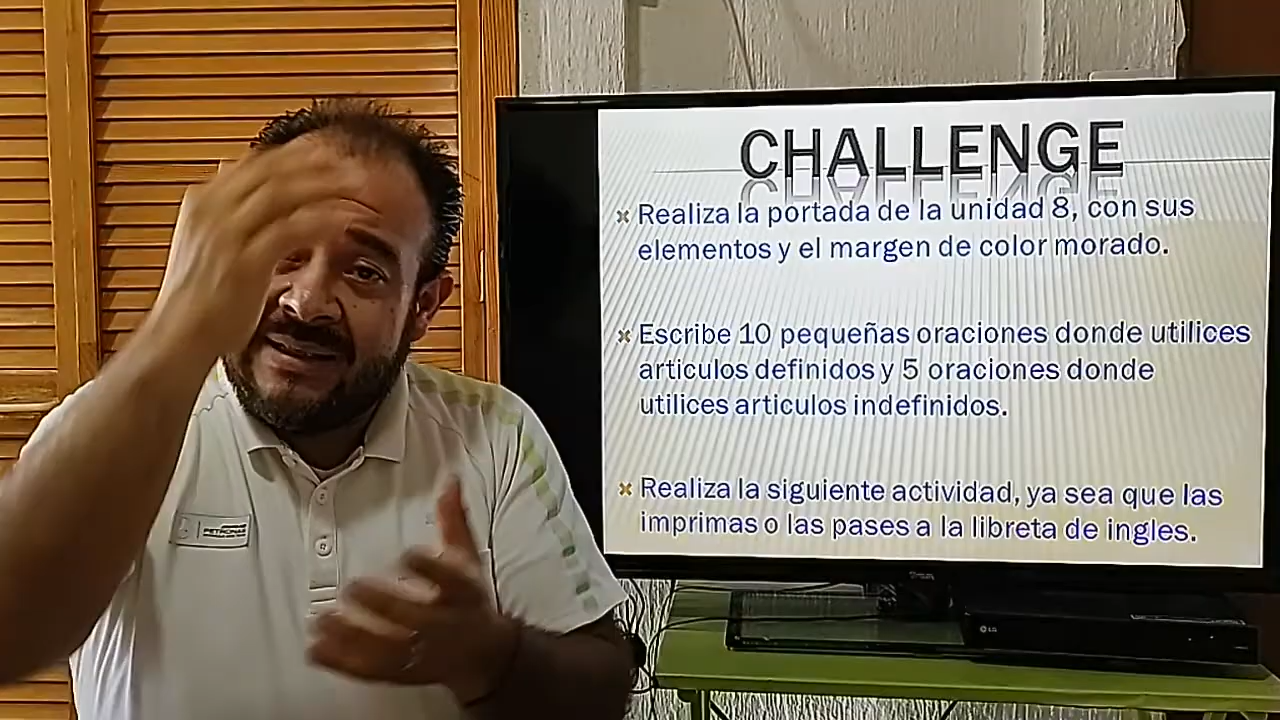 CHALLENGE
Realiza la portada de la unidad 8, con sus
elementos y el margen de color morado.
Escribe 10 pequeñas oraciones donde utilices
articulos definidos y 5 oraciones donde
utilices articulos indefinidos.
Realiza la siguiente actividad, ya sea que las
imprimas o las pases a la libreta de ingles.
PETRONAS
LG